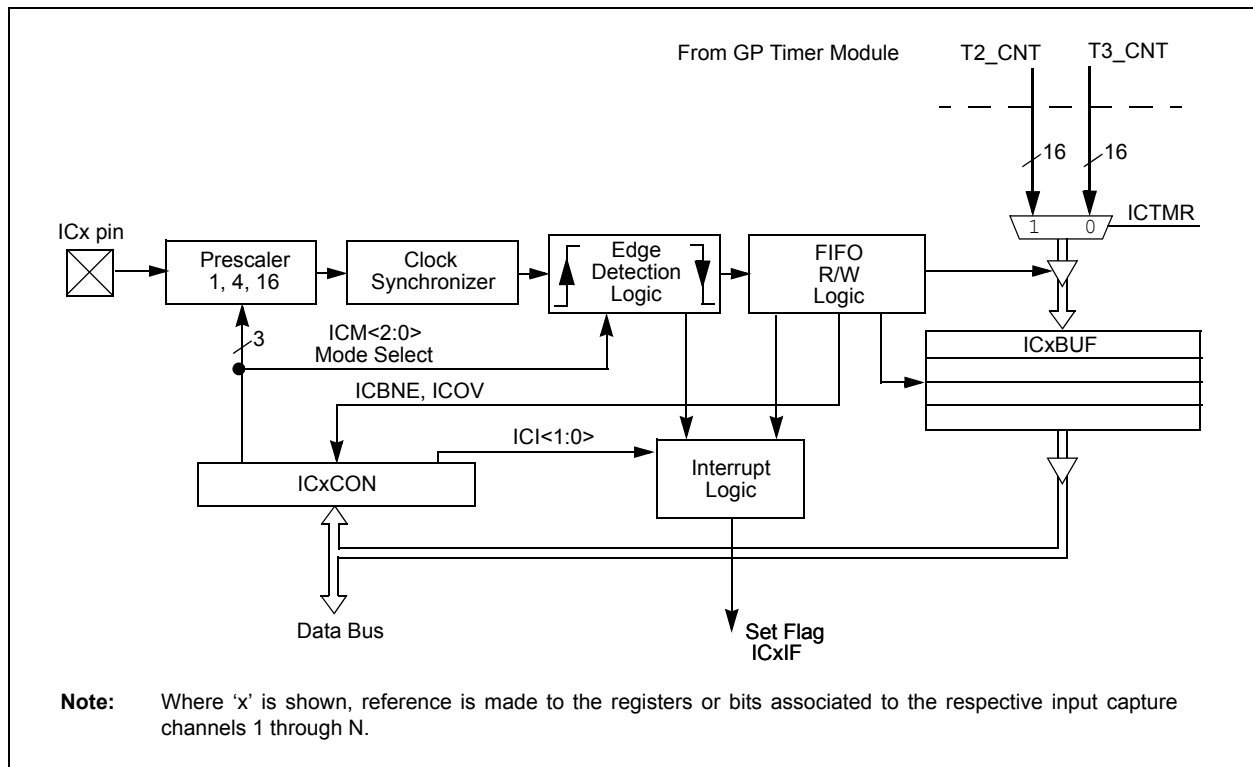 From GP Timer Module
T2_CNT
T3_CNT
16
16
ICx pin
1
0
ICTMR
Prescaler
1, 4, 16
Clock
Synchronizer
Edge
Detection
Logic
FIFO
R/W
Logic
3
ICM<2:0>
Mode Select
ICxBUF
ICBNE, ICOV
ICI<1:0>
Interrupt
Logic
ICxCON
Data Bus
Set Flag
ICxIF
Note: Where ‘x’ is shown, reference is made to the registers or bits associated to the respective input capture
channels 1 through N.